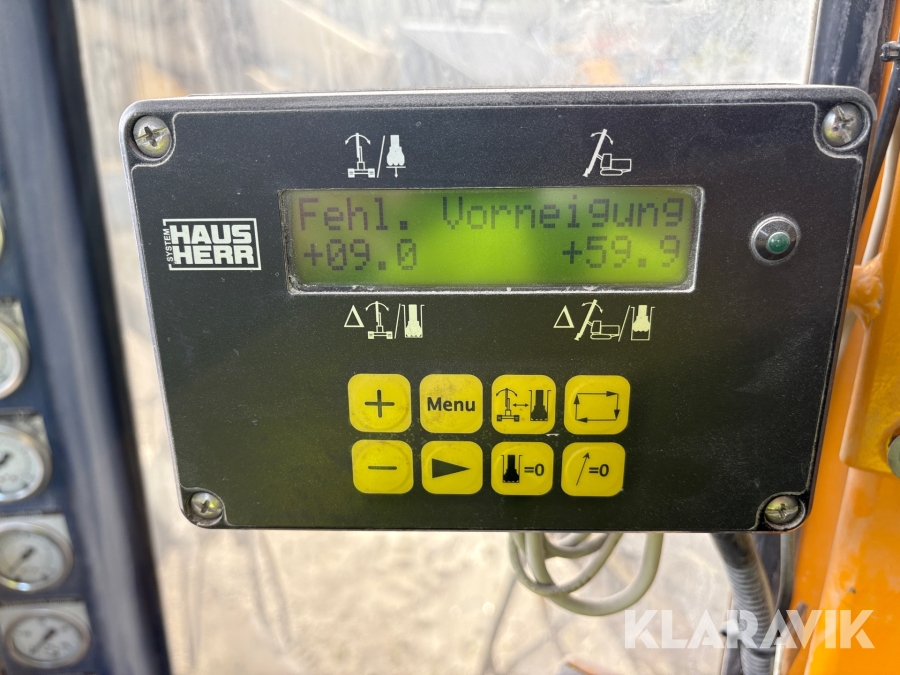 Fehl. Vorneigung
+09.0 +59.9
SYSTEM
HAUS
HERR
+
Menu
−
=0
=0
KLARAVIK